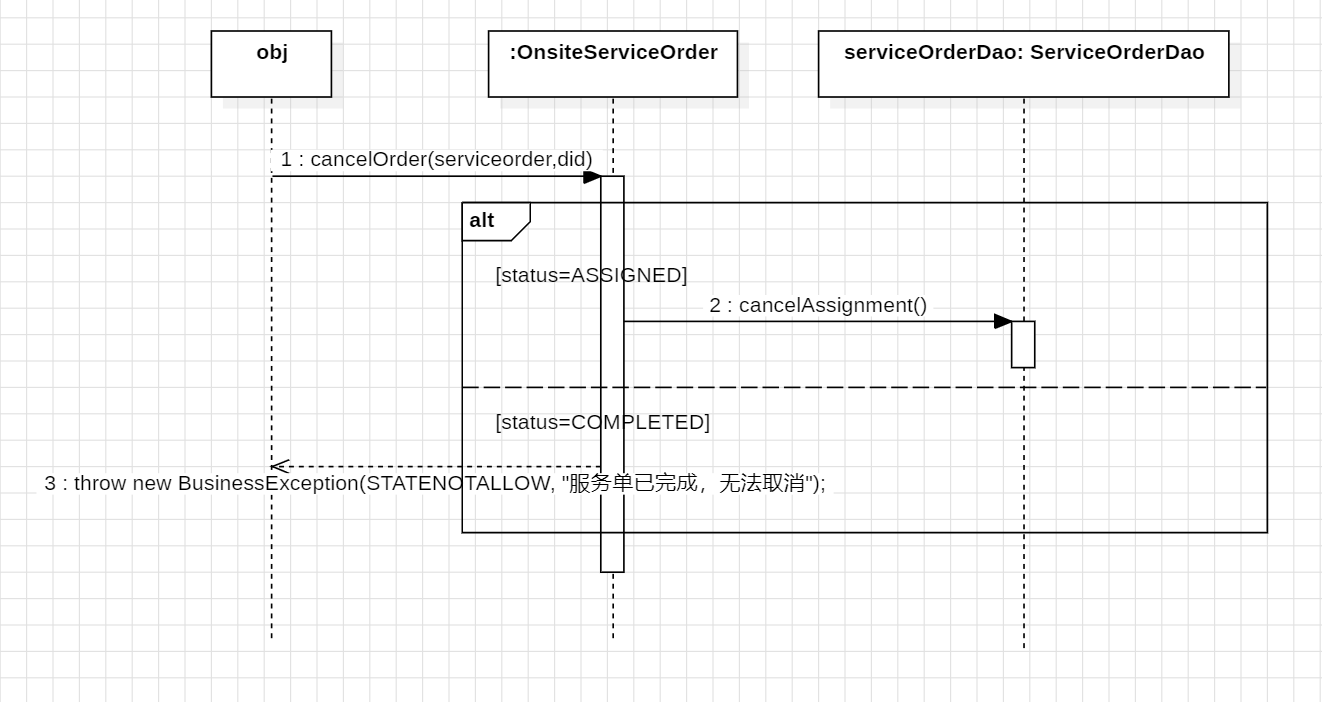 obj
:OnsiteServiceOrder
serviceOrderDao: ServiceOrderDao
1 : cancelOrder(serviceorder,did)
alt
[status=ASSIGNED]
2 : cancelAssignment()
[status=COMPLETED]
3 : throw new BusinessException(STATENOTALLOW, "服务单已完成，无法取消");